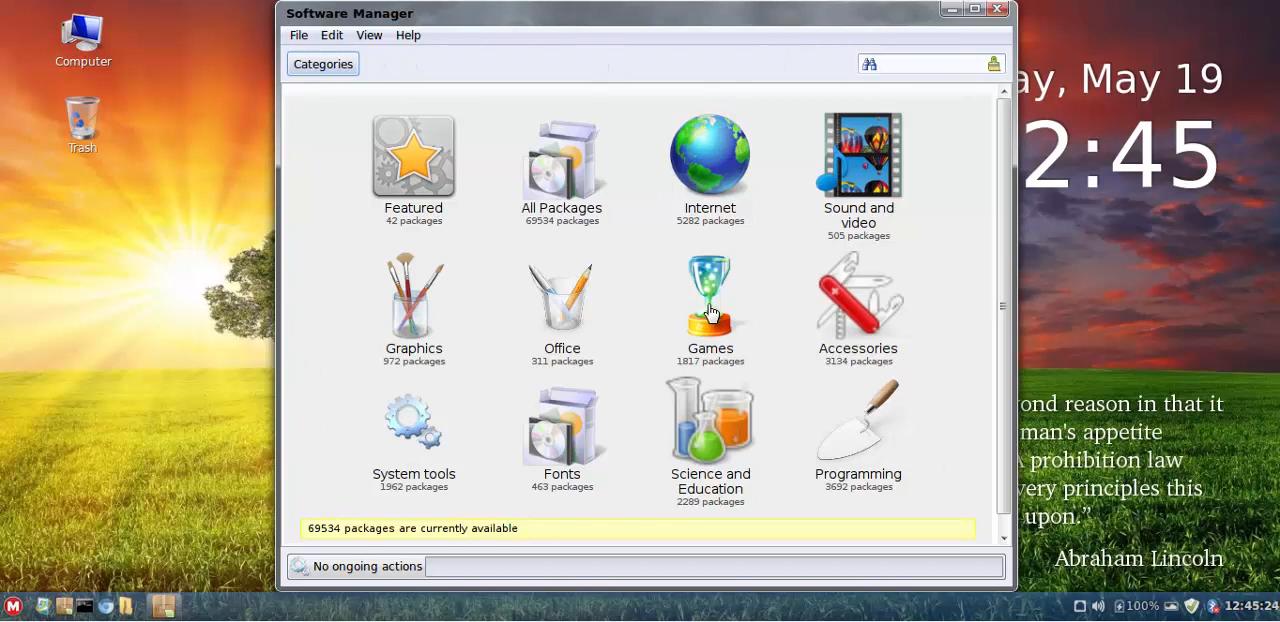 Software Manager
File Edit View Help
Categories
Computer
Trash
Featured
42 packages
All Packages
69534 packages
Internet
5282 packages
Sound and
video
505 packages
Graphics
972 packages
Office
311 packages
Games
1817 packages
Accessories
3134 packages
System tools
1962 packages
Fonts
463 packages
Science and
Education
2289 packages
Programming
3692 packages
69534 packages are currently available
No ongoing actions
ay, May 19
2:45
ond reason in that it
man's appetite
A prohibition law
very principles this
upon.”
Abraham Lincoln
M
100%
12:45:24